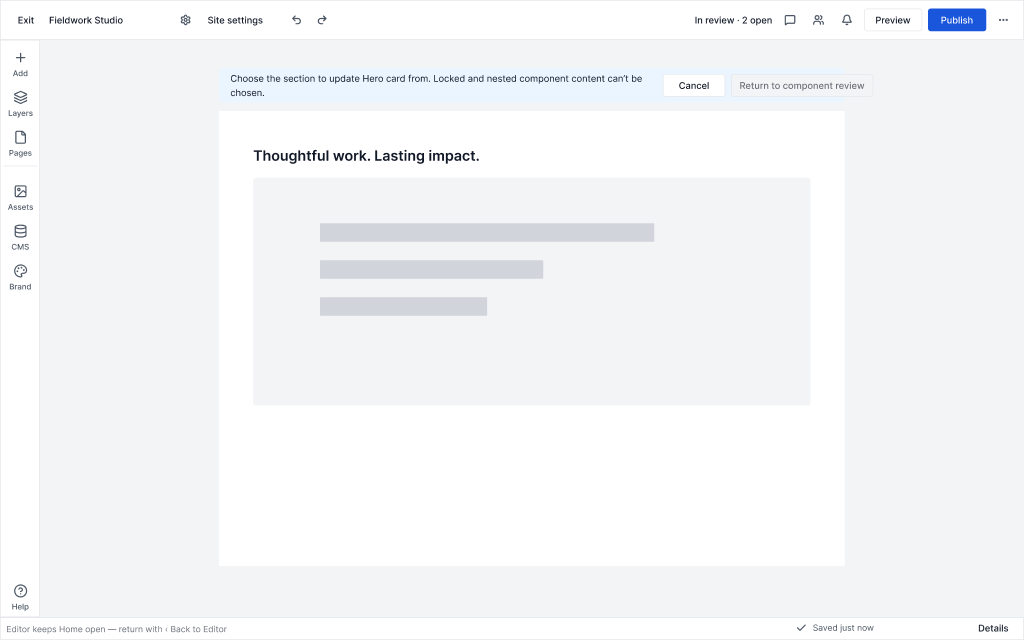 Exit Fieldwork Studio Site settings In review · 2 open Preview Publish
Choose the section to update Hero card from. Locked and nested component content can't be
chosen.
Cancel Return to component review
Add
Layers
Pages
Assets
CMS
Brand
Help
Thoughtful work. Lasting impact.
Editor keeps Home open — return with ‹ Back to Editor Saved just now Details